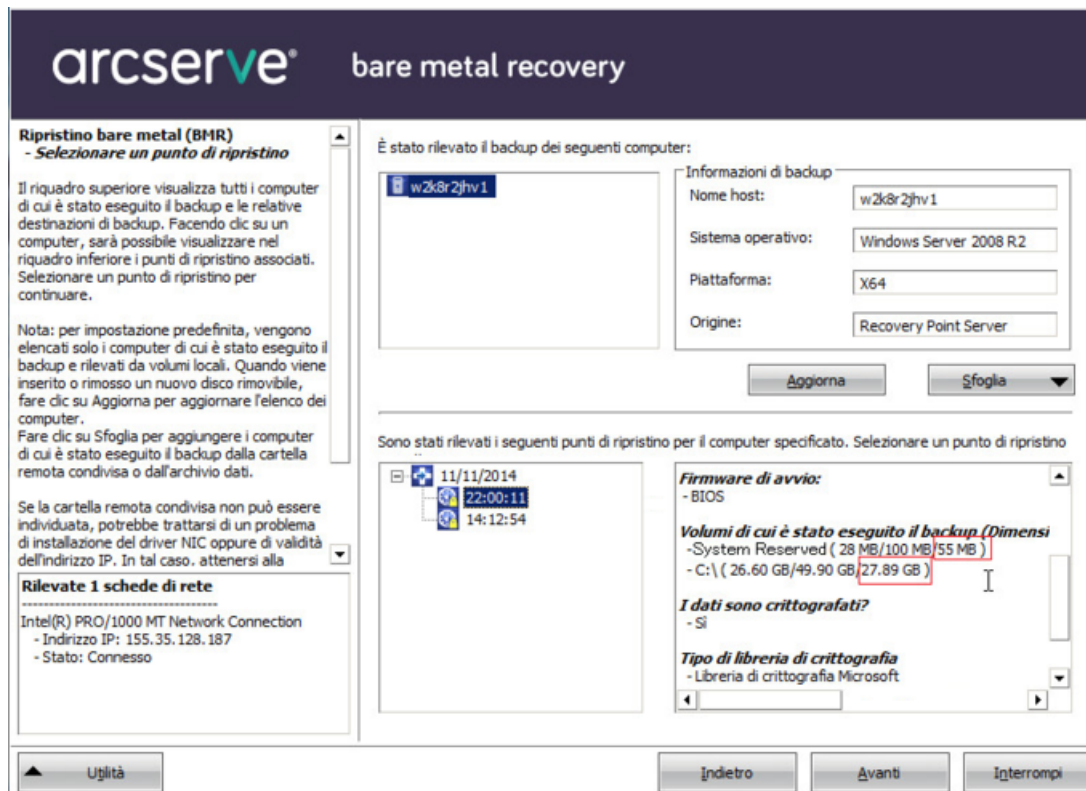 arcserve®
bare metal recovery
Ripristino bare metal (BMR)
- Selezionare un punto di ripristino
Il riquadro superiore visualizza tutti i computer
di cui è stato eseguito il backup e le relative
destinazioni di backup. Facendo clic su un
computer, sarà possibile visualizzare nel
riquadro inferiore i punti di ripristino associati.
Selezionare un punto di ripristino per
continuare.
Nota: per impostazione predefinita, vengono
elencati solo i computer di cui è stato eseguito il
backup e rilevati da volumi locali. Quando viene
inserito o rimosso un nuovo disco rimovibile,
fare clic su Aggiorna per aggiornare l'elenco dei
computer.
Fare clic su Sfoglia per aggiungere i computer
di cui è stato eseguito il backup dalla cartella
remota condivisa o dall'archivio dati.
Se la cartella remota condivisa non può essere
individuata, potrebbe trattarsi di un problema
di installazione del driver NIC oppure di validità
dell'indirizzo IP. In tal caso, attenersi alla
Rilevate 1 schede di rete
-----------------------------------
Intel(R) PRO/1000 MT Network Connection
- Indirizzo IP: 155.35.128.187
- Stato: Connesso
È stato rilevato il backup dei seguenti computer:
w2k8r2jhv1
Informazioni di backup
Nome host: w2k8r2jhv1
Sistema operativo: Windows Server 2008 R2
Piattaforma: X64
Origine: Recovery Point Server
Aggiorna
Sfoglia
Sono stati rilevati i seguenti punti di ripristino per il computer specificato. Selezionare un punto di ripristino
11/11/2014
22:00:11
14:12:54
Firmware di avvio:
- BIOS
Volumi di cui è stato eseguito il backup (Dimensi
- System Reserved ( 28 MB/100 MB/55 MB )
- C:\ ( 26.60 GB/49.90 GB/27.89 GB )
I dati sono crittografati?
- Sì
Tipo di libreria di crittografia
- Libreria di crittografia Microsoft
Utilità
Indietro
Avanti
Interrompi